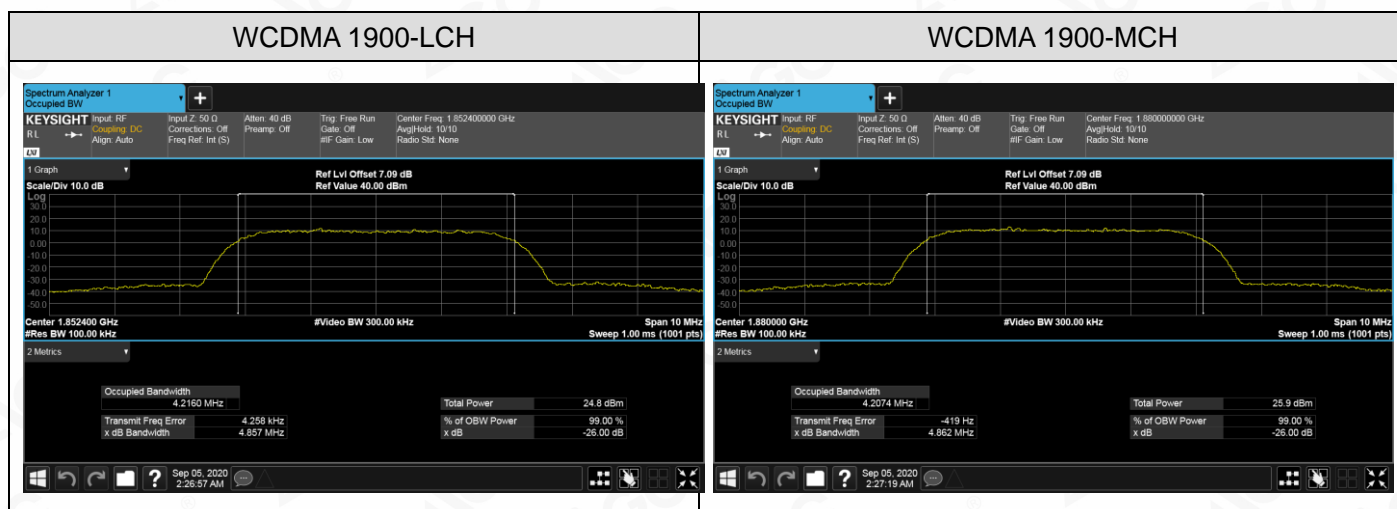 WCDMA 1900-LCH
WCDMA 1900-MCH
Spectrum Analyzer 1
Occupied BW
+
KEYSIGHT Input: RF Input Z: 50 Ω Atten: 40 dB Trig: Free Run Center Freq: 1.852400000 GHz
RL Coupling: DC Corrections: Off Preamp: Off Gate: Off Avg|Hold: 10/10
Align: Auto Freq Ref: Int (S) #IF Gain: Low Radio Std: None
LXI
1 Graph
Ref Lvl Offset 7.09 dB
Scale/Div 10.0 dB Ref Value 40.00 dBm
Log
30.0
20.0
10.0
0.00
-10.0
-20.0
-30.0
-40.0
-50.0
Center 1.852400 GHz #Video BW 300.00 kHz Span 10 MHz
#Res BW 100.00 kHz Sweep 1.00 ms (1001 pts)
2 Metrics
Occupied Bandwidth
4.2160 MHz Total Power 24.8 dBm
Transmit Freq Error 4.258 kHz % of OBW Power 99.00 %
x dB Bandwidth 4.857 MHz x dB -26.00 dB
?
Sep 05, 2020
2:26:57 AM
Spectrum Analyzer 1
Occupied BW
+
KEYSIGHT Input: RF Input Z: 50 Ω Atten: 40 dB Trig: Free Run Center Freq: 1.880000000 GHz
RL Coupling: DC Corrections: Off Preamp: Off Gate: Off Avg|Hold: 10/10
Align: Auto Freq Ref: Int (S) #IF Gain: Low Radio Std: None
LXI
1 Graph
Ref Lvl Offset 7.09 dB
Scale/Div 10.0 dB Ref Value 40.00 dBm
Log
30.0
20.0
10.0
0.00
-10.0
-20.0
-30.0
-40.0
-50.0
Center 1.880000 GHz #Video BW 300.00 kHz Span 10 MHz
#Res BW 100.00 kHz Sweep 1.00 ms (1001 pts)
2 Metrics
Occupied Bandwidth
4.2074 MHz Total Power 25.9 dBm
Transmit Freq Error -419 Hz % of OBW Power 99.00 %
x dB Bandwidth 4.862 MHz x dB -26.00 dB
?
Sep 05, 2020
2:27:19 AM